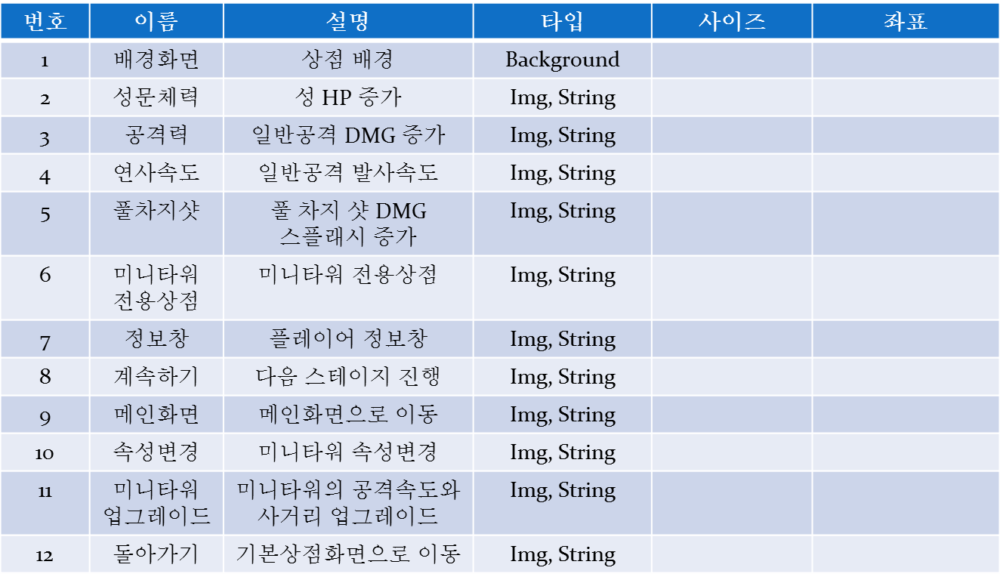 번호 이름 설명 타입 사이즈 좌표
1 배경화면 상점 배경 Background
2 성문체력 성 HP 증가 Img, String
3 공격력 일반공격 DMG 증가 Img, String
4 연사속도 일반공격 발사속도 Img, String
5 풀차지샷 풀 차지 샷 DMG Img, String
스플래시 증가
6 미니타워 미니타워 전용상점 Img, String
전용상점
7 정보창 플레이어 정보창 Img, String
8 계속하기 다음 스테이지 진행 Img, String
9 메인화면 메인화면으로 이동 Img, String
10 속성변경 미니타워 속성변경 Img, String
11 미니타워 미니타워의 공격속도와 Img, String
업그레이드 사거리 업그레이드
12 돌아가기 기본상점화면으로 이동 Img, String